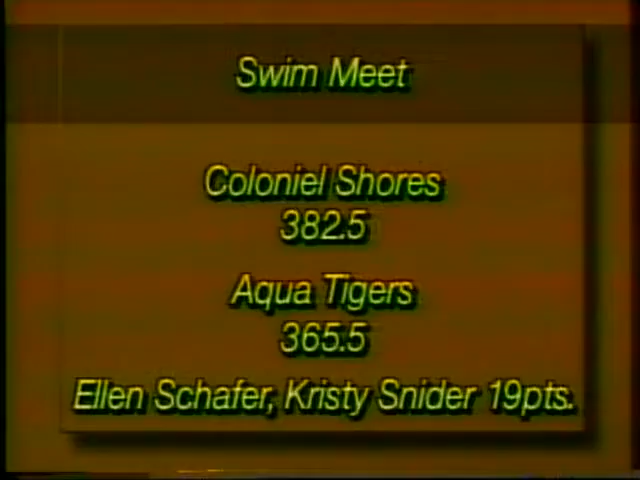 Swim Meet
Coloniel Shores
382.5
Aqua Tigers
365.5
Ellen Schafer, Kristy Snider 19pts.